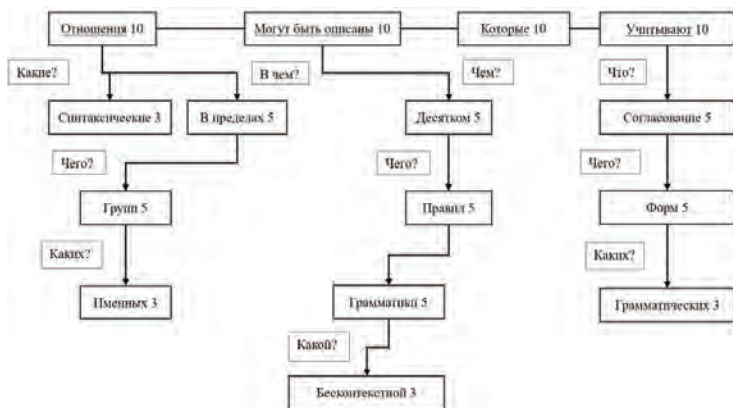 Отношения 10
Могут быть описаны 10
Которые 10
Учитывают 10
Какие?
В чем?
Чем?
Что?
Синтаксические 3
В пределах 5
Десятком 5
Согласование 5
Чего?
Чего?
Чего?
Групп 5
Правил 5
Форм 5
Каких?
Каких?
Именных 3
Грамматики 5
Грамматических 3
Какой?
Бесконтекстной 3